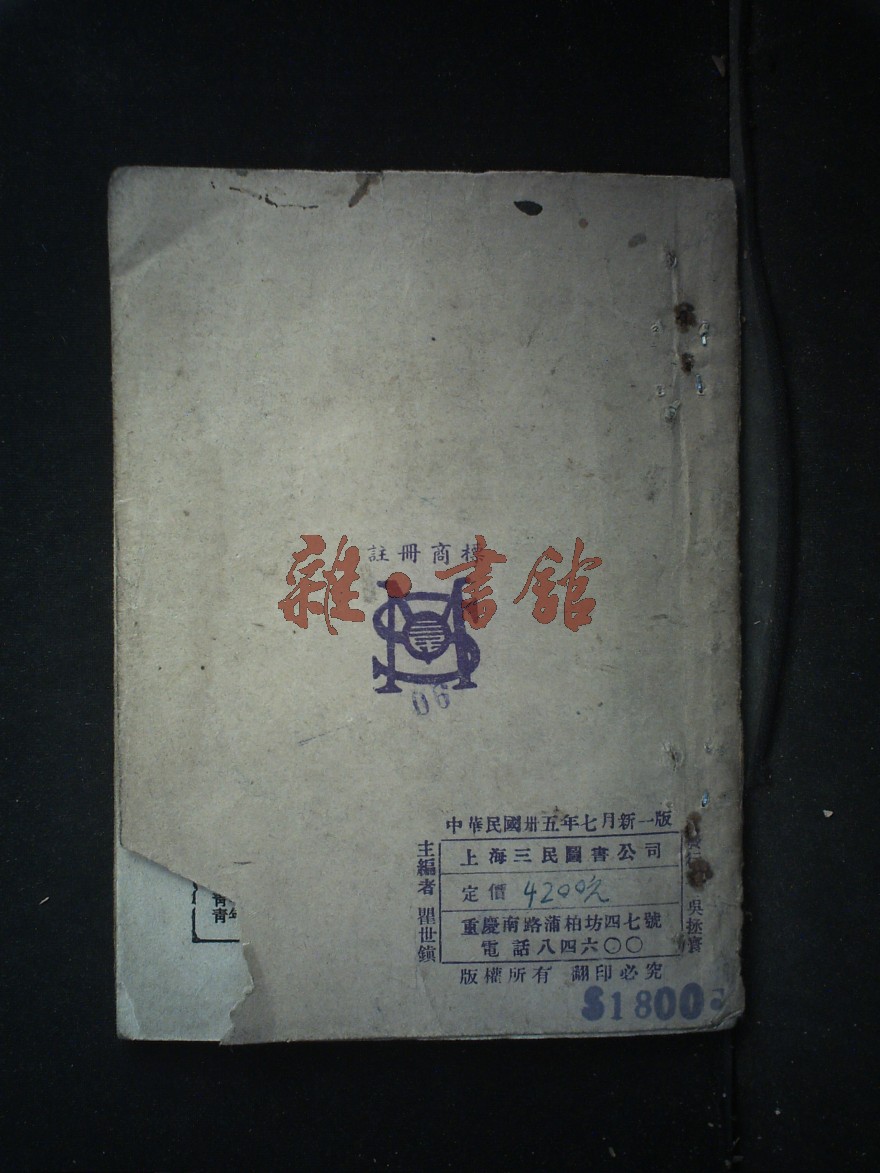 註冊商標
雜·書館
06
中華民國卅五年七月新一版
主編者 瞿世鎮
上海三民圖書公司
定價 4200元
重慶南路蒲柏坊四七號
電話八四六〇〇
吳拯寰
版權所有 翻印必究
S1800